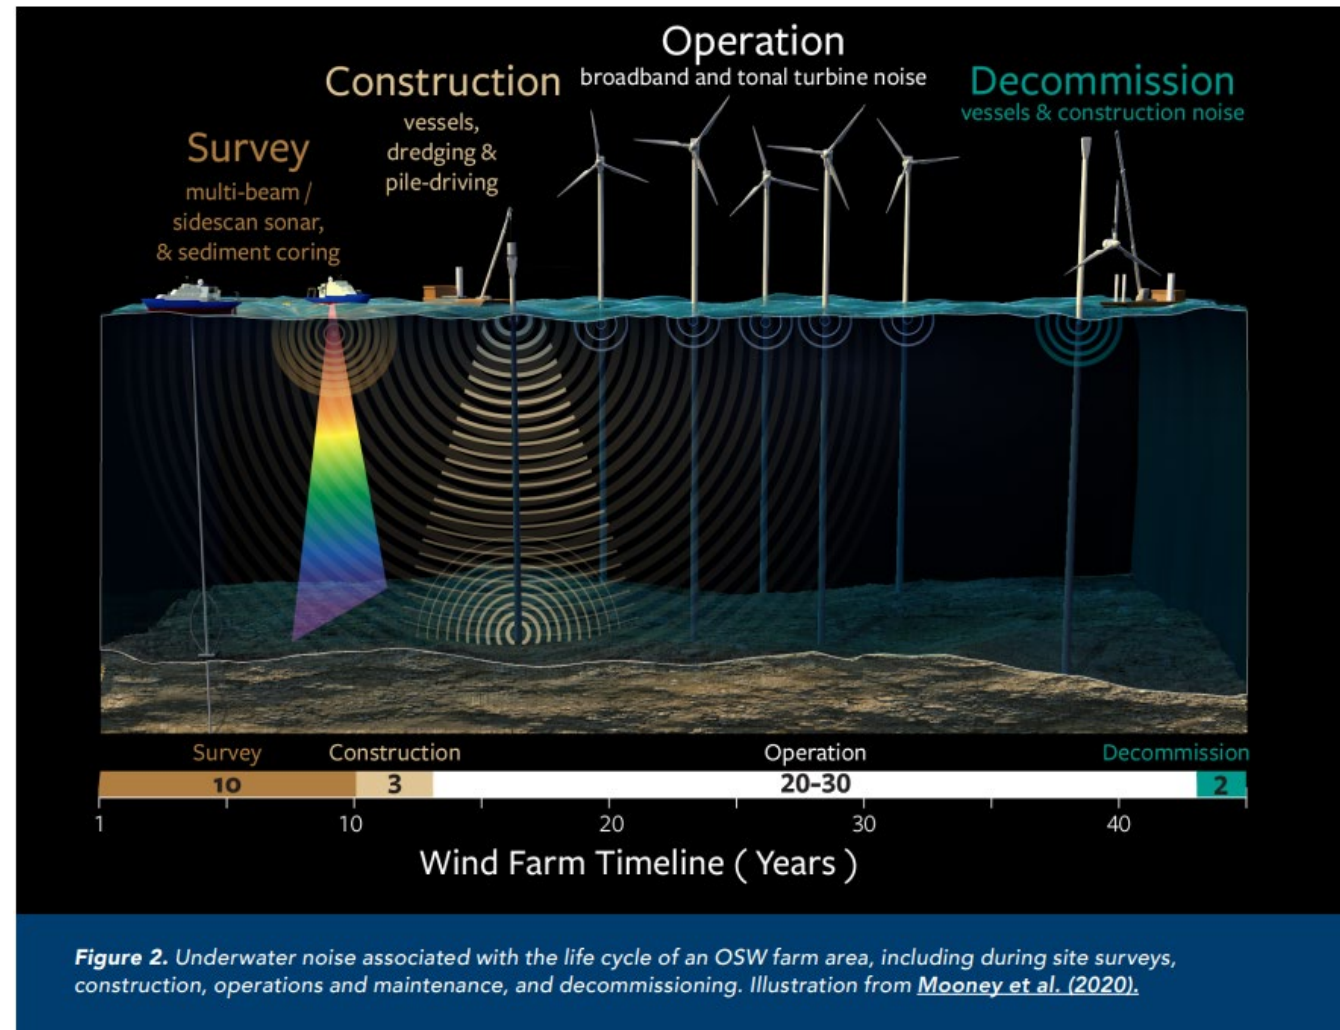 Operation
broadband and tonal turbine noise
Construction
vessels,
dredging &
pile-driving
Decommission
vessels & construction noise
Survey
multi-beam /
sidescan sonar,
& sediment coring
Survey
Construction
Operation
Decommission
10
3
20-30
2
1
10
20
30
40
Wind Farm Timeline ( Years )
Figure 2. Underwater noise associated with the life cycle of an OSW farm area, including during site surveys,
construction, operations and maintenance, and decommissioning. Illustration from Mooney et al. (2020).